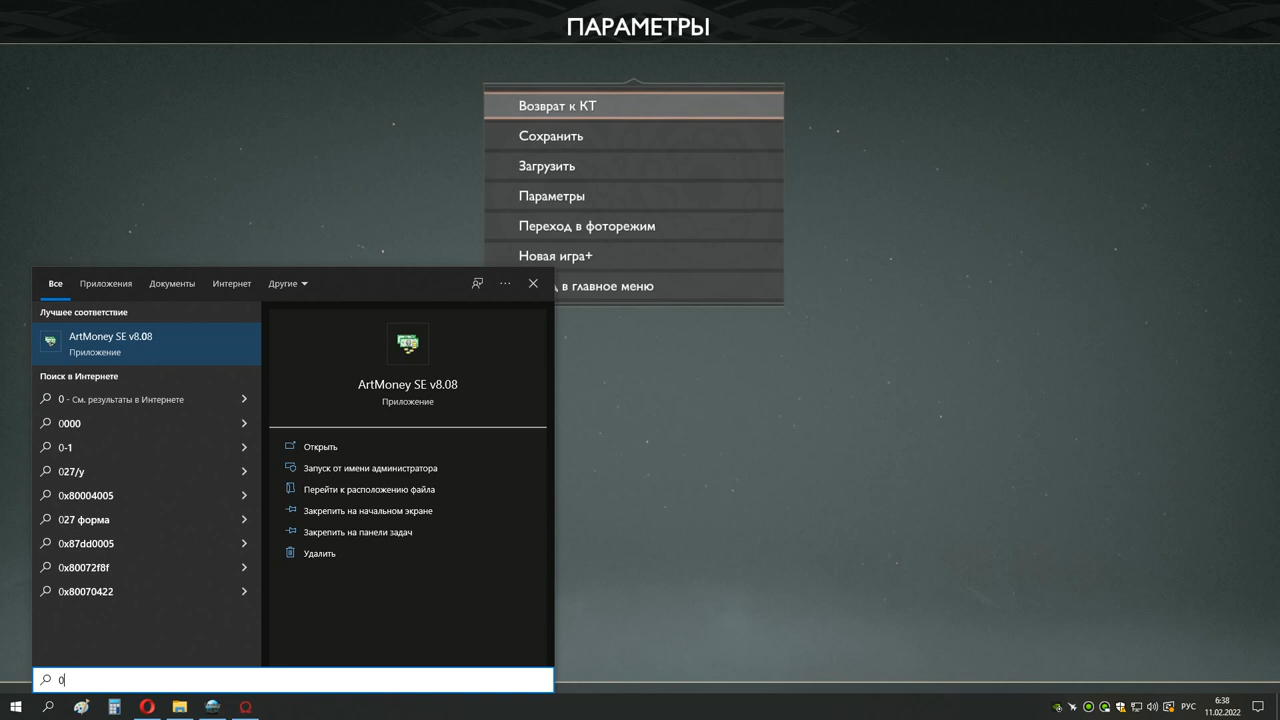 ПАРАМЕТРЫ
Возврат к КТ
Сохранить
Загрузить
Параметры
Переход в фоторежим
Новая игра+
д в главное меню
Все Приложения Документы Интернет Другие
Лучшее соответствие
ArtMoney SE v8.08
Приложение
Поиск в Интернете
0 - См. результаты в Интернете
0000
0-1
027/у
0x80004005
027 форма
0x87dd0005
0x80072f8f
0x80070422
ArtMoney SE v8.08
Приложение
Открыть
Запуск от имени администратора
Перейти к расположению файла
Закрепить на начальном экране
Закрепить на панели задач
Удалить
0
РУС
6:38
11.02.2022